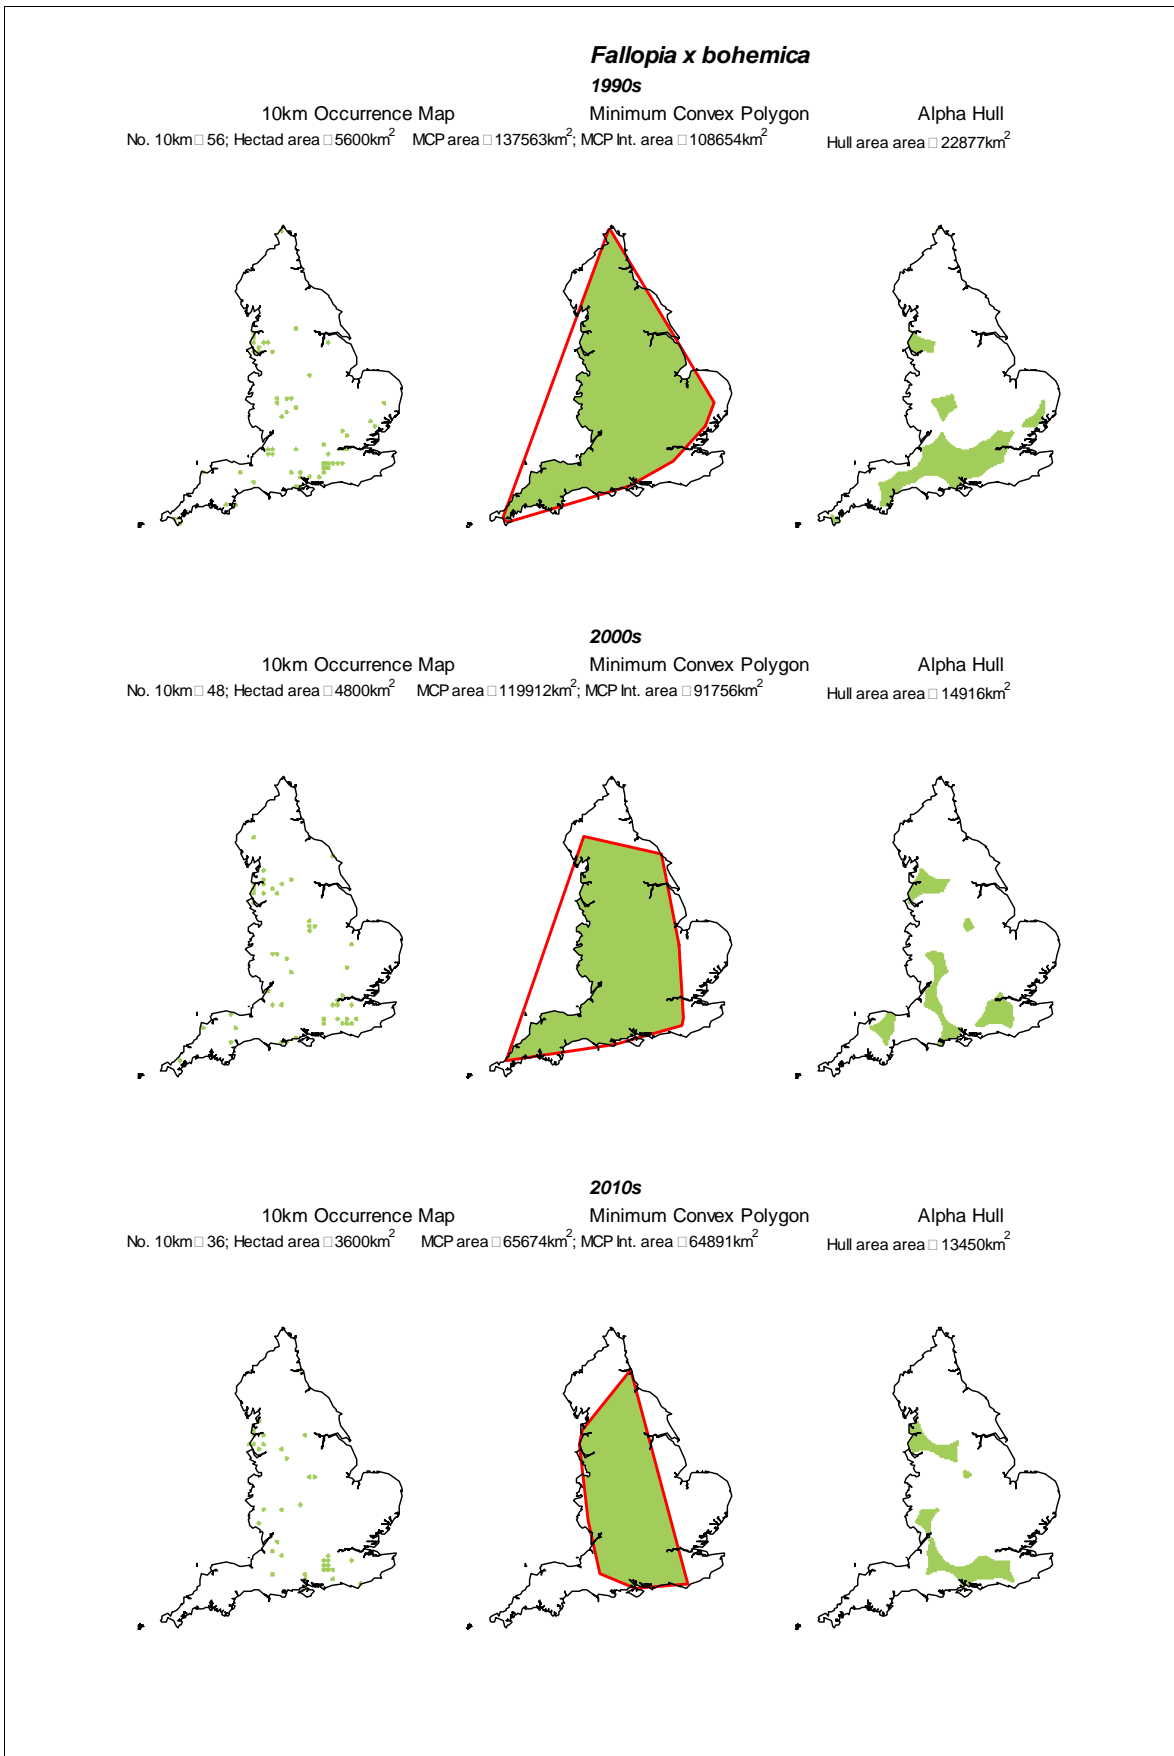 Fallopia x bohemica
1990s
10km Occurrence Map Minimum Convex Polygon Alpha Hull
No. 10km□56; Hectad area□5600km² MCP area□137563km²; MCP Int. area□108654km² Hull area area□22877km²
2000s
10km Occurrence Map Minimum Convex Polygon Alpha Hull
No. 10km□48; Hectad area□4800km² MCP area□119912km²; MCP Int. area□91756km² Hull area area□14916km²
2010s
10km Occurrence Map Minimum Convex Polygon Alpha Hull
No. 10km□36; Hectad area□3600km² MCP area□65674km²; MCP Int. area□64891km² Hull area area□13450km²